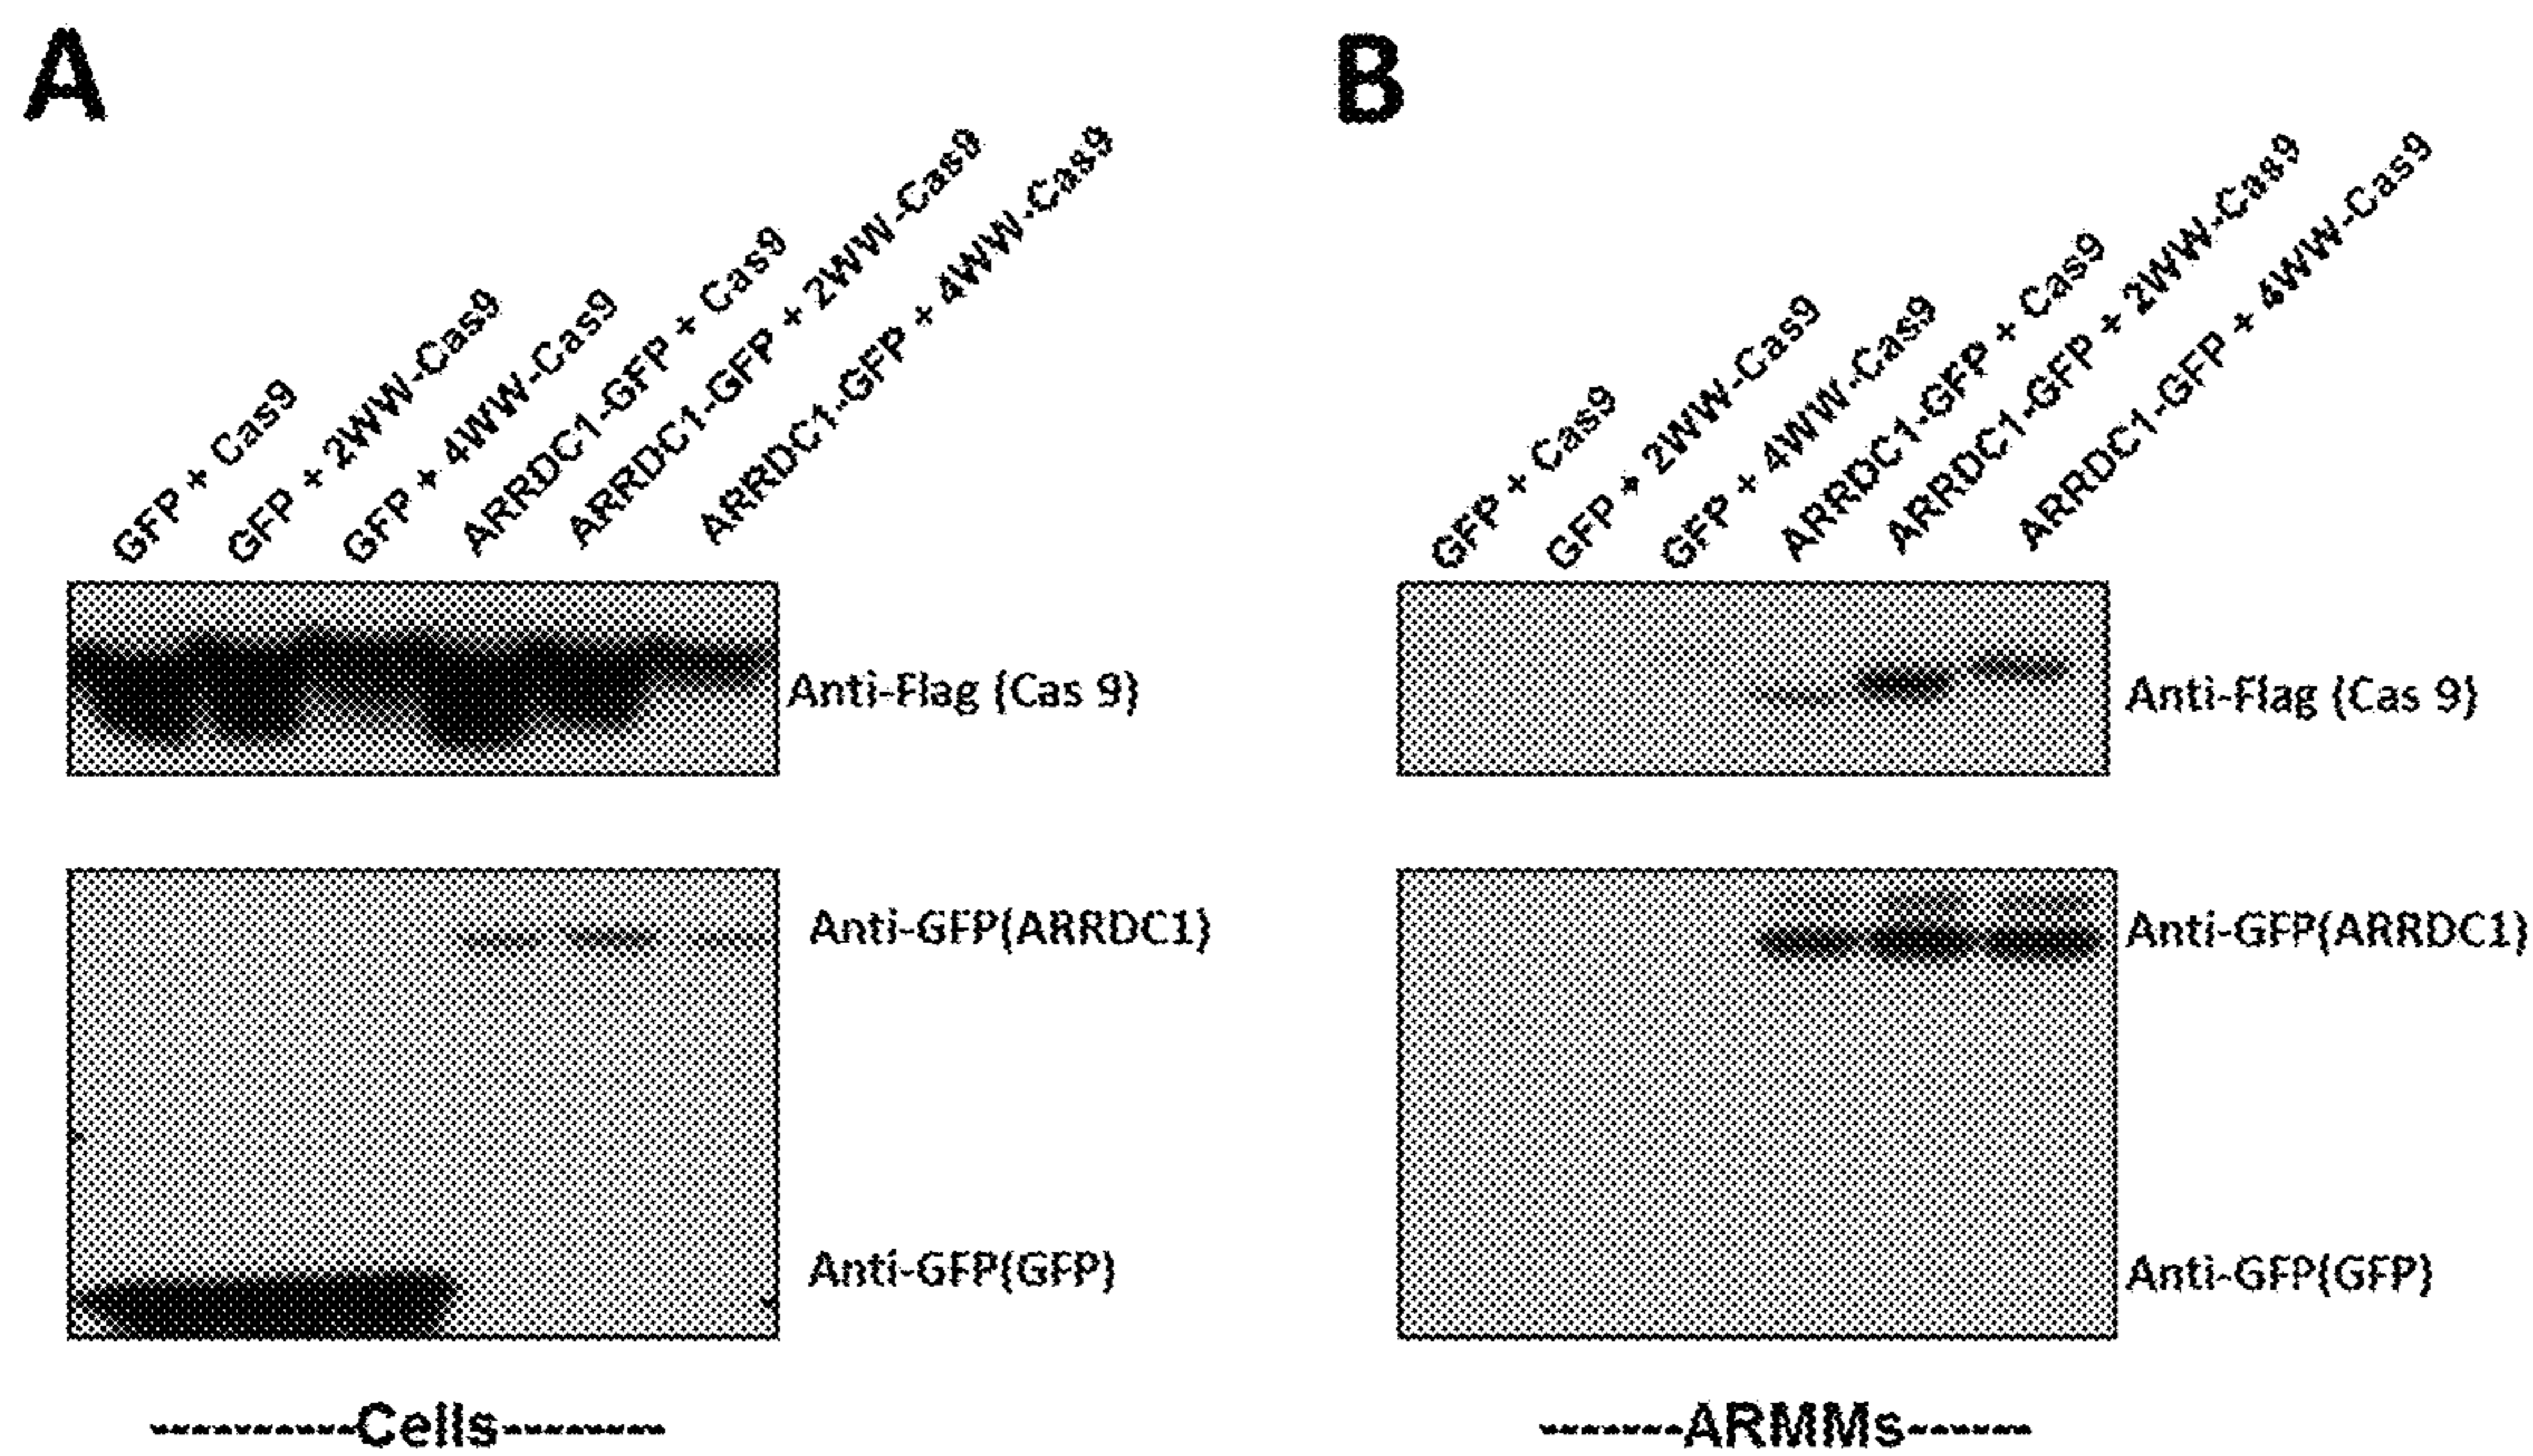 A
GFP + Cas9
GFP + 2WW-Cas9
GFP + 4WW-Cas9
ARRDC1-GFP + Cas9
ARRDC1-GFP + 2WW-Cas9
ARRDC1-GFP + 4WW-Cas9
Anti-Flag (Cas 9)
Anti-GFP(ARRDC1)
Anti-GFP(GFP)
----------Cells--------
B
GFP + Cas9
GFP + 2WW-Cas9
GFP + 4WW-Cas9
ARRDC1-GFP + Cas9
ARRDC1-GFP + 2WW-Cas9
ARRDC1-GFP + 4WW-Cas9
Anti-Flag (Cas 9)
Anti-GFP(ARRDC1)
Anti-GFP(GFP)
-------ARMMs------